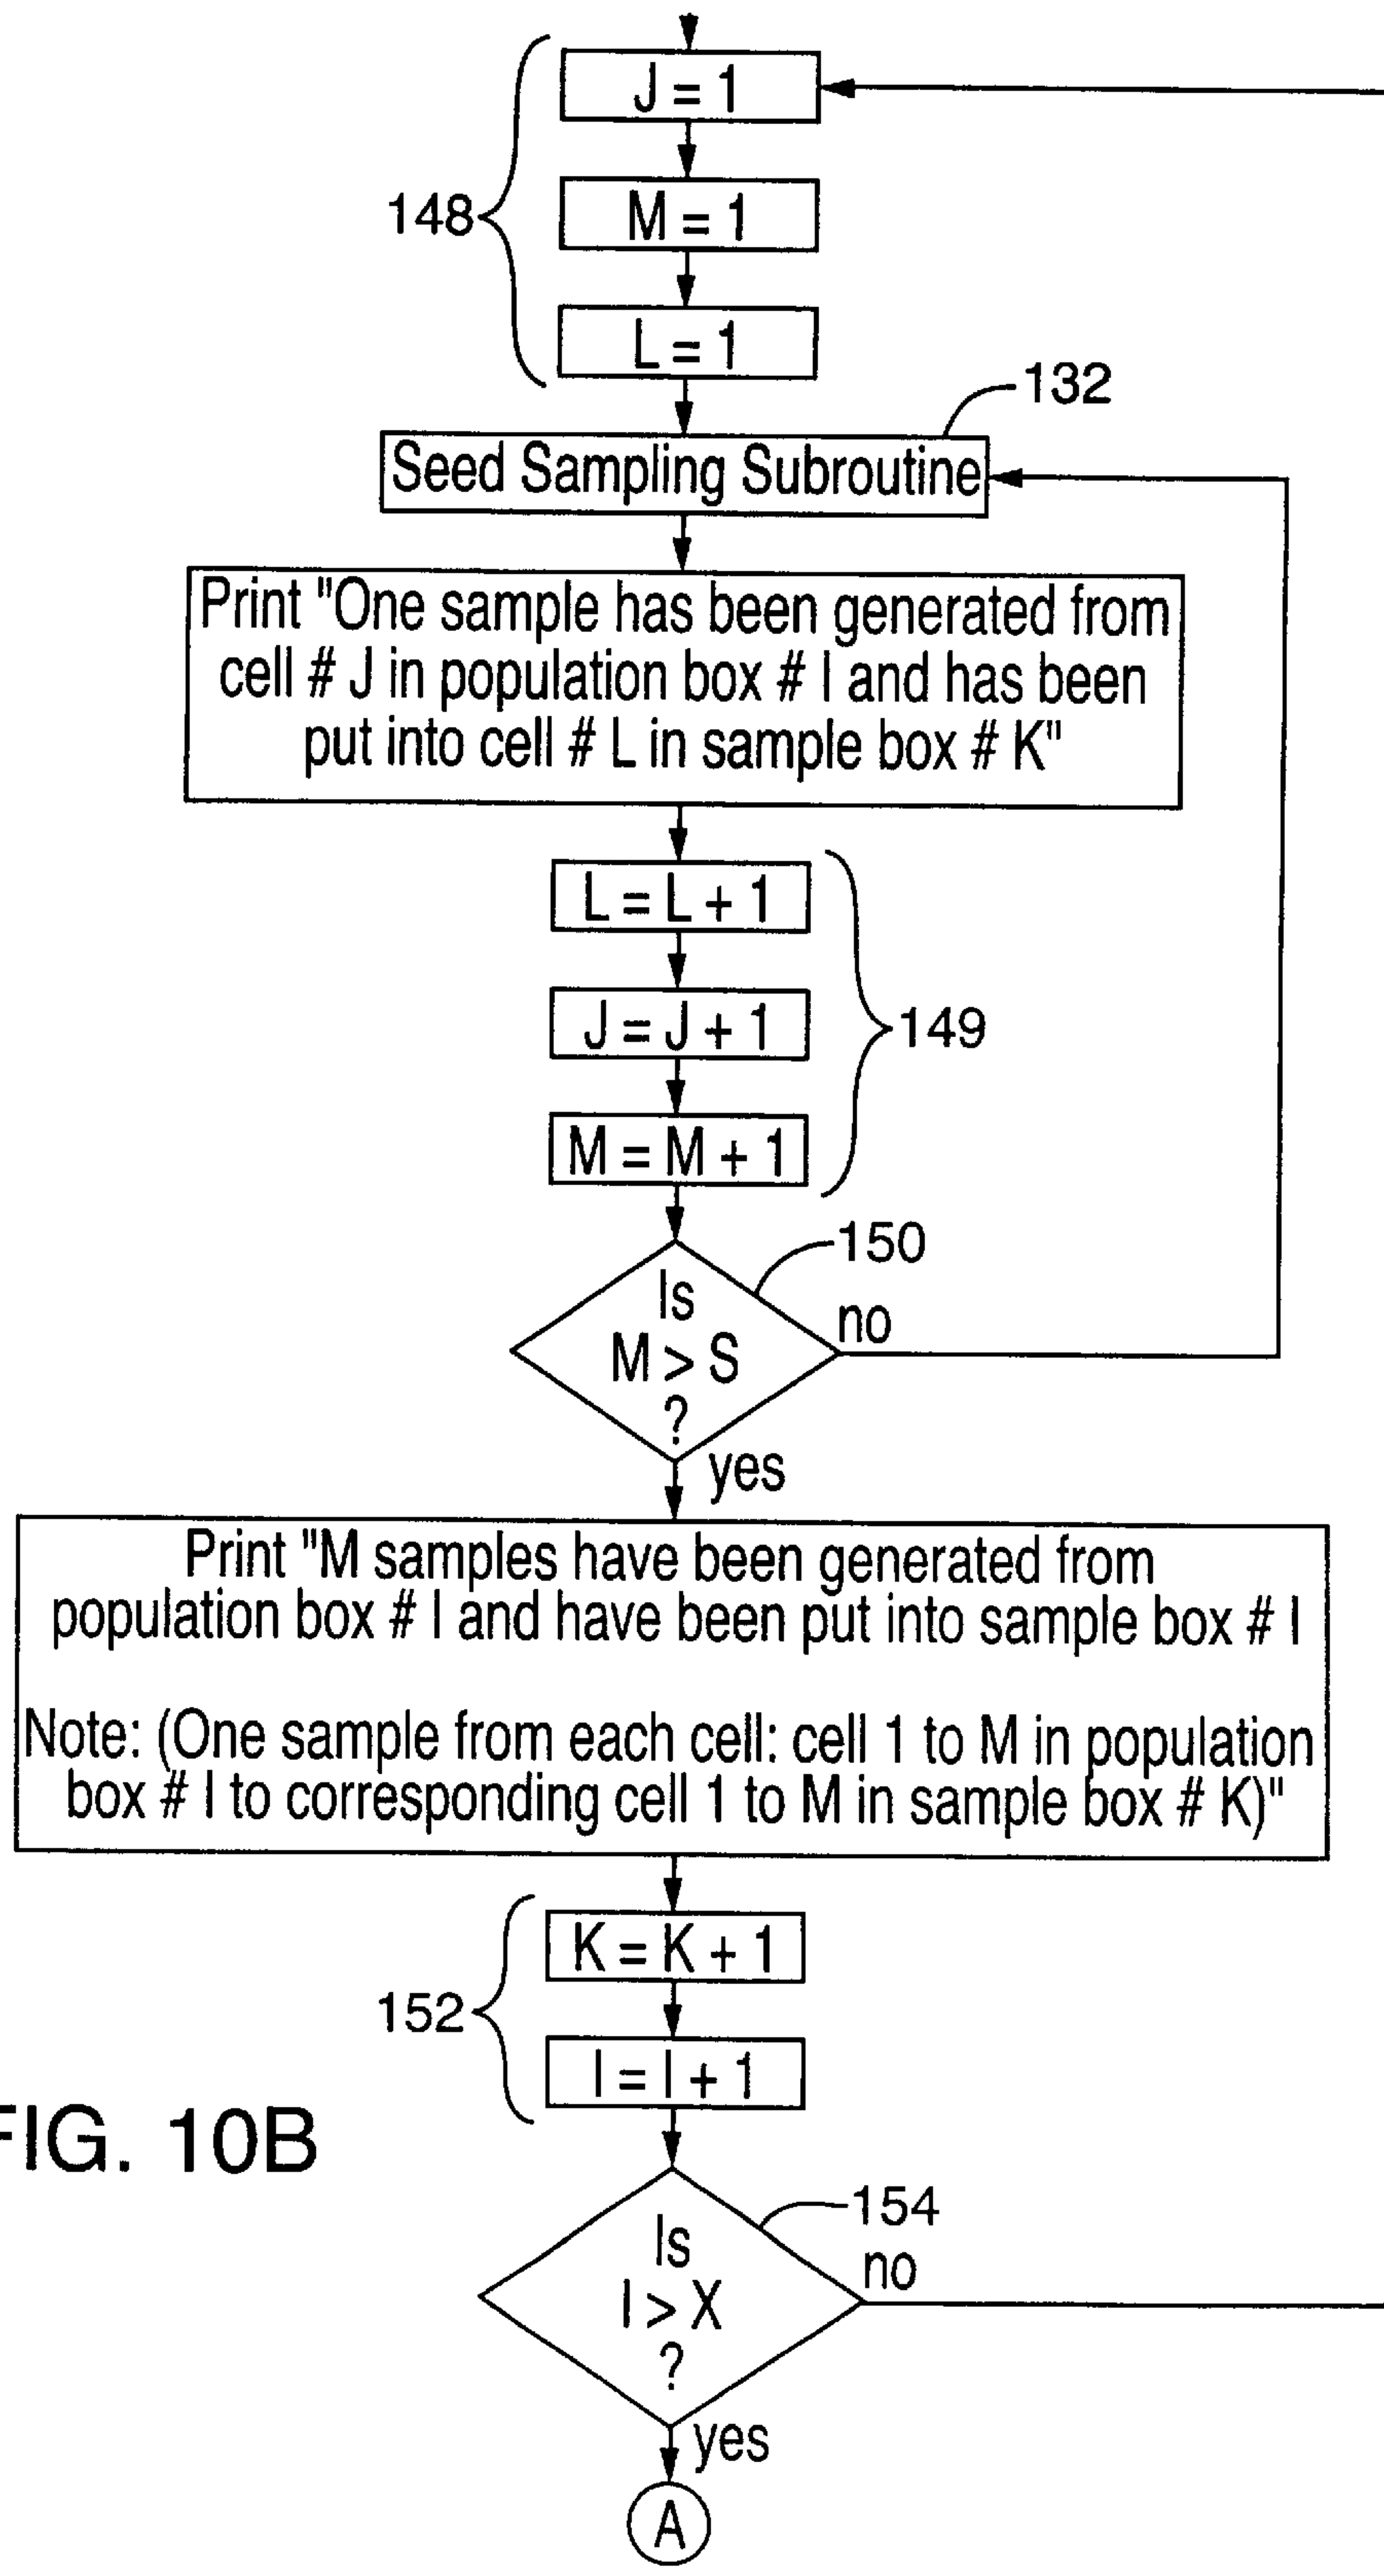 J = 1
148
M = 1
L = 1
132
Seed Sampling Subroutine
Print "One sample has been generated from
cell # J in population box # I and has been
put into cell # L in sample box # K"
L = L + 1
J = J + 1
149
M = M + 1
150
Is
M > S
?
no
yes
Print "M samples have been generated from
population box # I and have been put into sample box # I
Note: (One sample from each cell: cell 1 to M in population
box # I to corresponding cell 1 to M in sample box # K)"
K = K + 1
152
I = I + 1
FIG. 10B
154
Is
I > X
?
no
yes
A